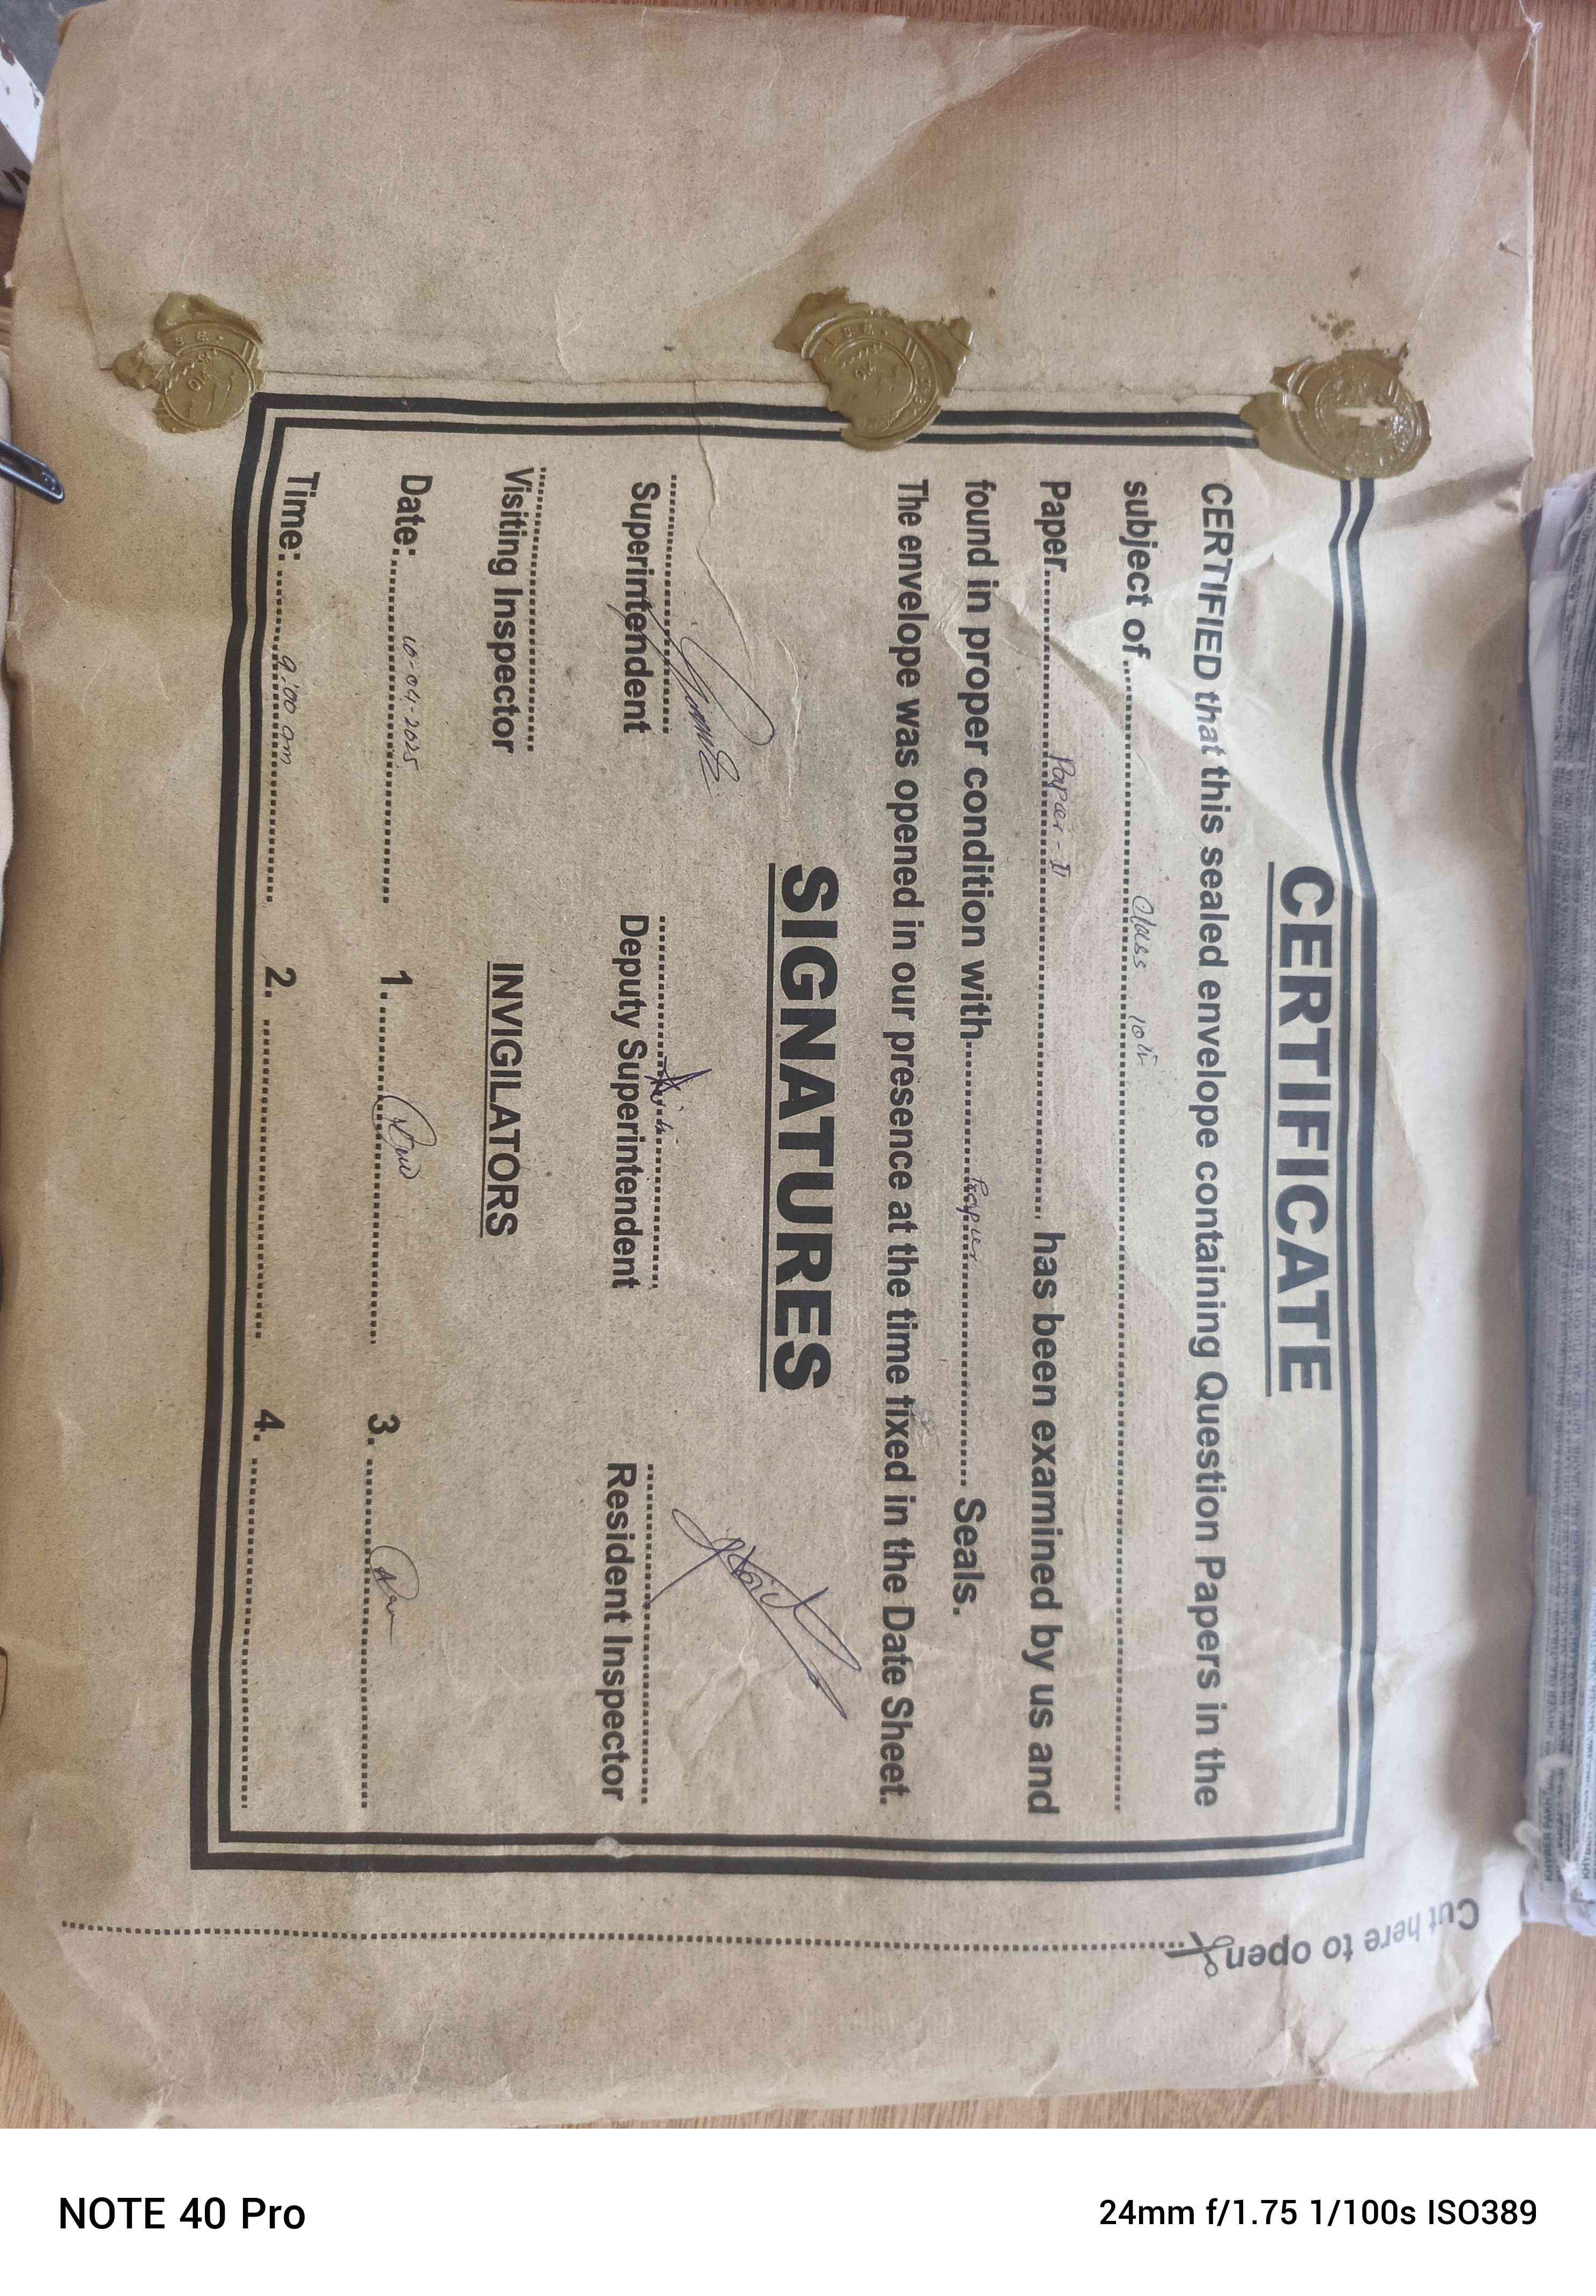 CERTIFICATE
CERTIFIED that this sealed envelope containing Question Papers in the
subject of Class 10th
Paper Paper - II has been examined by us and
found in proper condition with Proper Seals.
The envelope was opened in our presence at the time fixed in the Date Sheet.
SIGNATURES
Superintendent Deputy Superintendent Resident Inspector
Visiting Inspector INVIGILATORS
Date: 10-04-2025 1. 3.
Time: 9:00 am 2. 4.
Cut here to open
NOTE 40 Pro 24mm f/1.75 1/100s ISO389